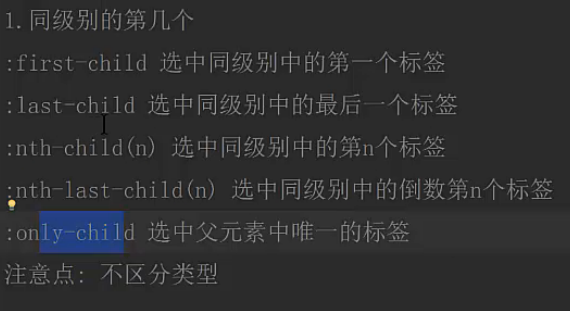 1.同级别的第几个
:first-child 选中同级别中的第一个标签
:last-child 选中同级别中的最后一个标签
:nth-child(n) 选中同级别中的第n个标签
:nth-last-child(n) 选中同级别中的倒数第n个标签
:only-child 选中父元素中唯一的标签
注意点: 不区分类型